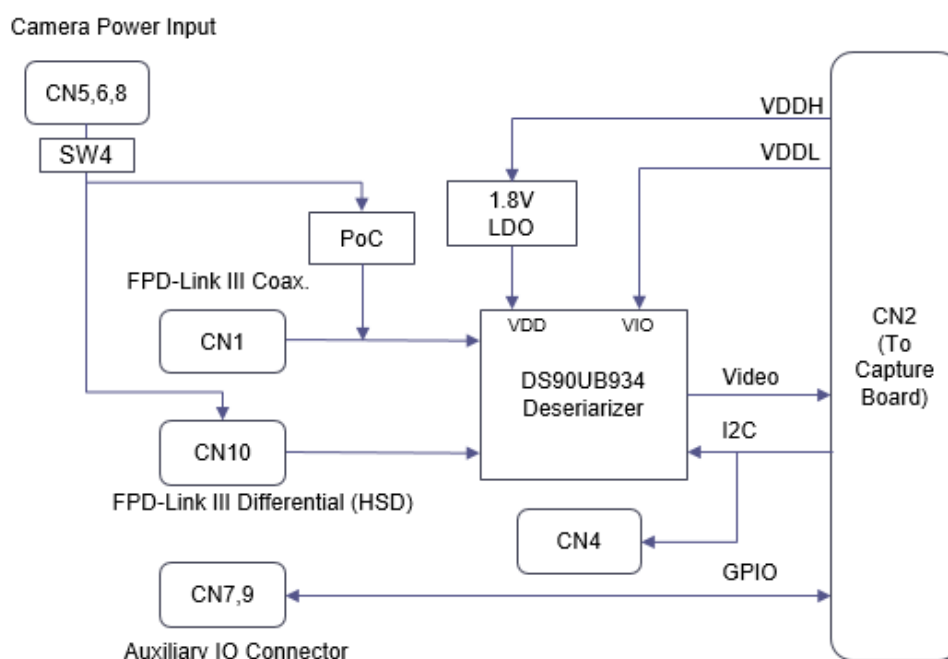 Camera Power Input
CN5,6,8
SW4
VDDH
VDDL
1.8V
LDO
PoC
FPD-Link III Coax.
CN1
VDD
VIO
DS90UB934
Deseriarizer
Video
I2C
CN2
(To
Capture
Board)
CN10
FPD-Link III Differential (HSD)
CN4
GPIO
CN7,9
Auxiliary IO Connector